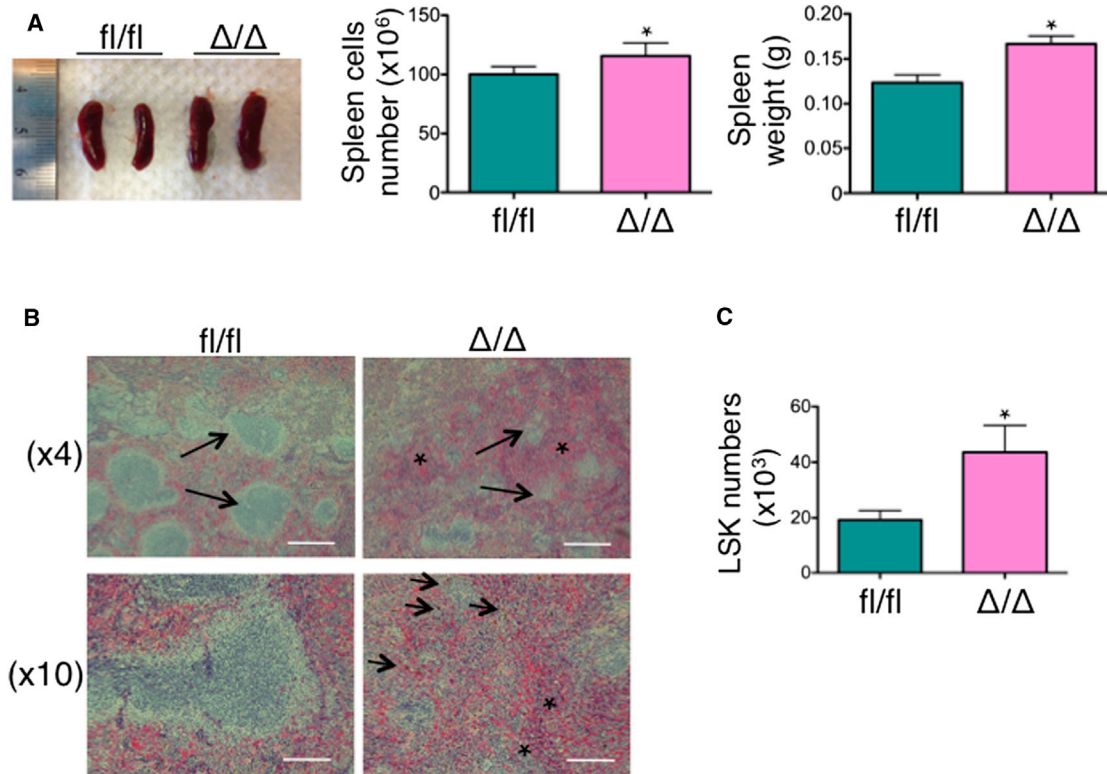 A
fl/fl
Δ/Δ
4
5
6
Spleen cells
number (x10⁶)
150
100
50
0
*
fl/fl
Δ/Δ
Spleen
weight (g)
0.20
0.15
0.10
0.05
0
*
fl/fl
Δ/Δ
B
fl/fl
Δ/Δ
(x4)
*
*
(x10)
*
*
C
LSK numbers
(x10³)
60
40
20
0
*
fl/fl
Δ/Δ